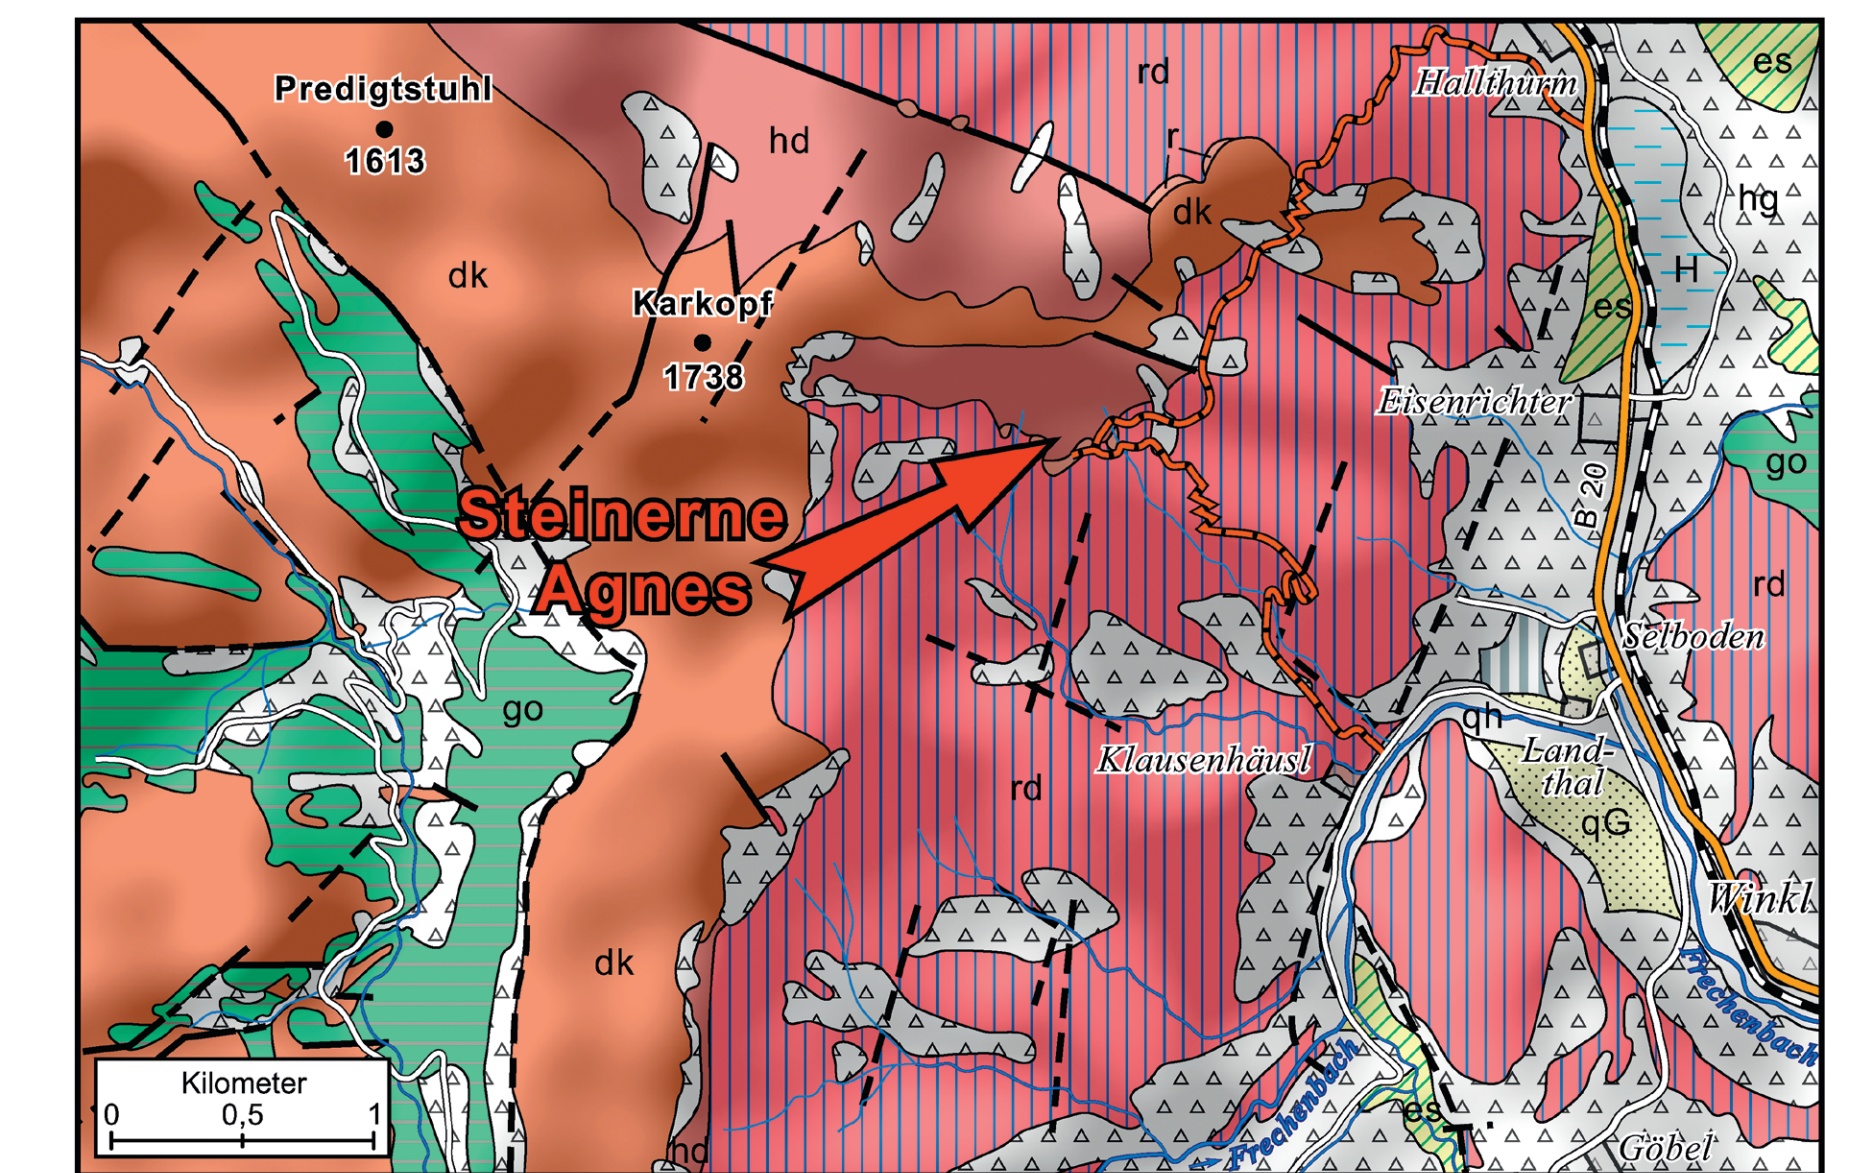 es
rd
Hallthurm
Predigtstuhl
1613
hd
r
hg
dk
dk
H
Karkopf
1738
es
Eisenrichter
go
B 20
Steinerne
Agnes
rd
Selboden
go
qh
Land-
thal
Klausenhäusl
rd
qG
Winkl
dk
Frechenbach
Kilometer
0 0,5 1
Frechenbach
es
hd
Göbel